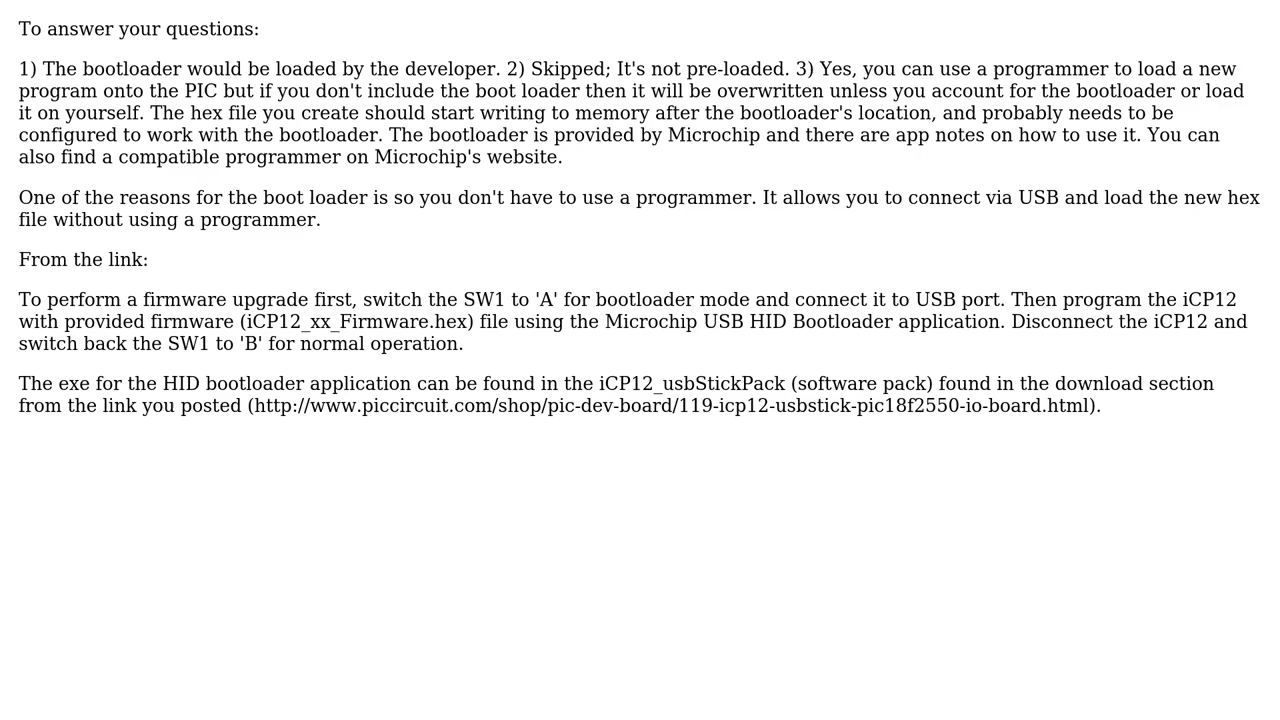 To answer your questions:
1) The bootloader would be loaded by the developer. 2) Skipped; It's not pre-loaded. 3) Yes, you can use a programmer to load a new
program onto the PIC but if you don't include the boot loader then it will be overwritten unless you account for the bootloader or load
it on yourself. The hex file you create should start writing to memory after the bootloader's location, and probably needs to be
configured to work with the bootloader. The bootloader is provided by Microchip and there are app notes on how to use it. You can
also find a compatible programmer on Microchip's website.
One of the reasons for the boot loader is so you don't have to use a programmer. It allows you to connect via USB and load the new hex
file without using a programmer.
From the link:
To perform a firmware upgrade first, switch the SW1 to 'A' for bootloader mode and connect it to USB port. Then program the iCP12
with provided firmware (iCP12_xx_Firmware.hex) file using the Microchip USB HID Bootloader application. Disconnect the iCP12 and
switch back the SW1 to 'B' for normal operation.
The exe for the HID bootloader application can be found in the iCP12_usbStickPack (software pack) found in the download section
from the link you posted (http://www.piccircuit.com/shop/pic-dev-board/119-icp12-usbstick-pic18f2550-io-board.html).